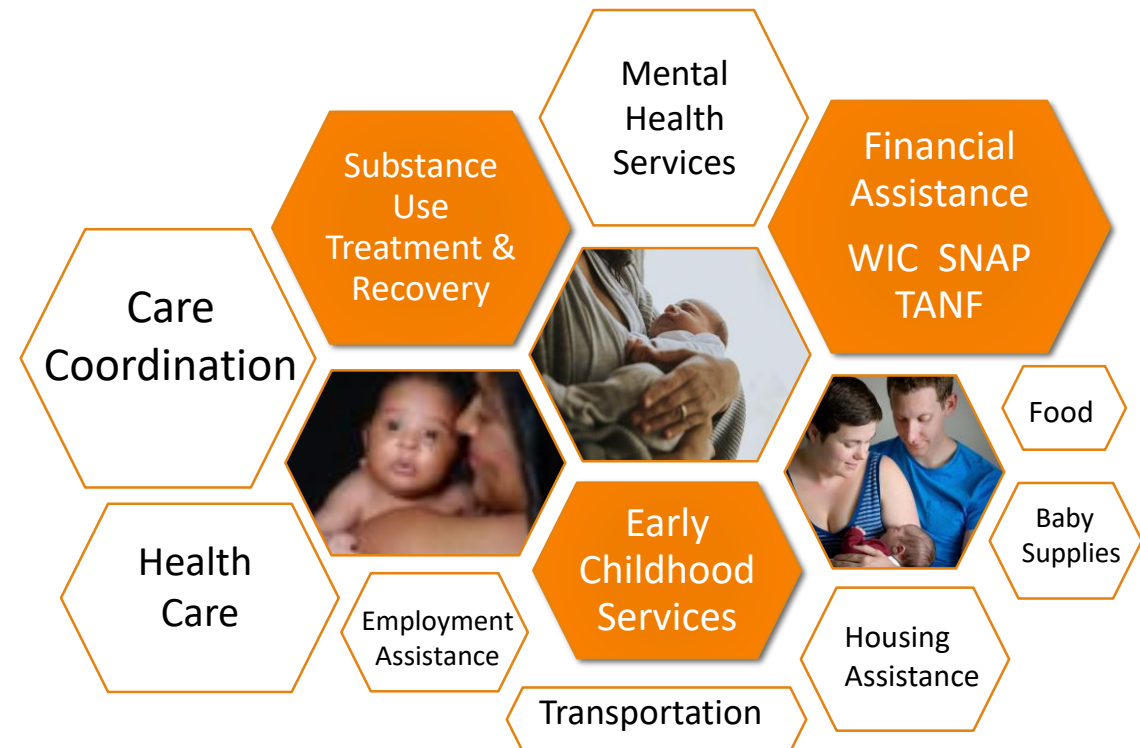 Mental
Health
Services
Substance
Use
Treatment &
Recovery
Financial
Assistance
WIC SNAP
TANF
Care
Coordination
Food
Early
Childhood
Services
Baby
Supplies
Health
Care
Employment
Assistance
Housing
Assistance
Transportation